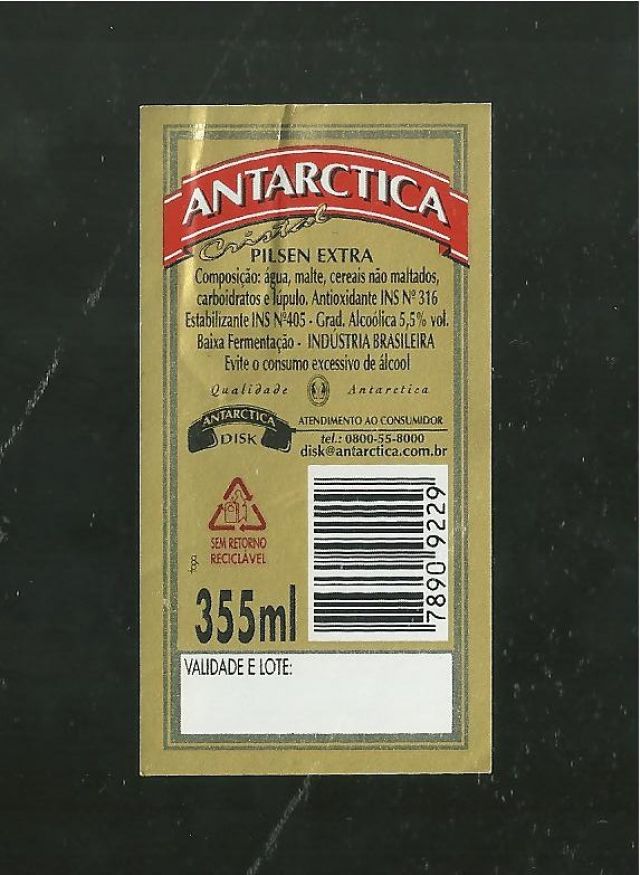 ANTARCTICA
Cristal
PILSEN EXTRA
Composição: água, malte, cereais não maltados,
carboidratos e lúpulo. Antioxidante INS Nº 316
Estabilizante INS Nº405 - Grad. Alcoólica 5,5% vol.
Baixa Fermentação - INDÚSTRIA BRASILEIRA
Evite o consumo excessivo de álcool
Qualidade Antarctica
ANTARCTICA
DISK
ATENDIMENTO AO CONSUMIDOR
tel.: 0800-55-8000
disk@antarctica.com.br
SEM RETORNO
RECICLÁVEL
7890 9229
355ml
VALIDADE E LOTE: